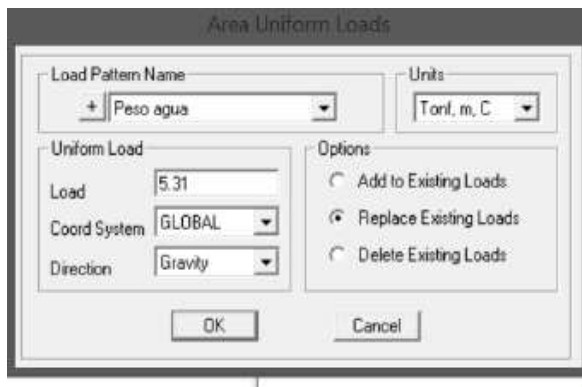 Area Uniform Loads
Load Pattern Name
+ Peso agua
Units
Tonf, m, C
Uniform Load
Load 5.31
Coord System GLOBAL
Direction Gravity
Options
Add to Existing Loads
Replace Existing Loads
Delete Existing Loads
OK Cancel